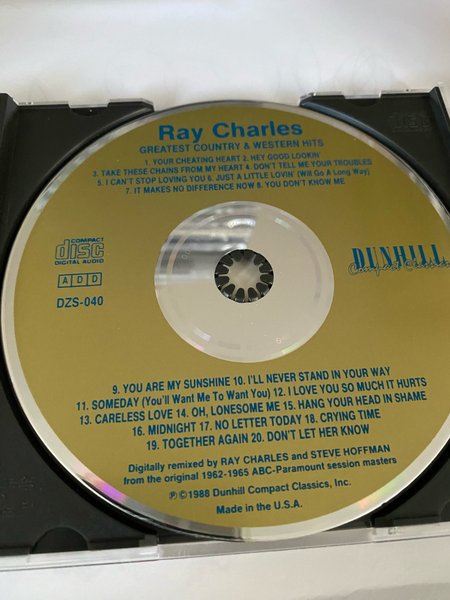 Ray Charles
GREATEST COUNTRY & WESTERN HITS
1. YOUR CHEATING HEART 2. HEY GOOD LOOKIN'
3. TAKE THESE CHAINS FROM MY HEART 4. DON'T TELL ME YOUR TROUBLES
5. I CAN'T STOP LOVING YOU 6. JUST A LITTLE LOVIN' (Will Go A Long Way)
7. IT MAKES NO DIFFERENCE NOW 8. YOU DON'T KNOW ME
COMPACT
disc
DIGITAL AUDIO
A D D
DZS-040
DUNHILL
Compact Classics
9. YOU ARE MY SUNSHINE 10. I'LL NEVER STAND IN YOUR WAY
11. SOMEDAY (You'll Want Me To Want You) 12. I LOVE YOU SO MUCH IT HURTS
13. CARELESS LOVE 14. OH, LONESOME ME 15. HANG YOUR HEAD IN SHAME
16. MIDNIGHT 17. NO LETTER TODAY 18. CRYING TIME
19. TOGETHER AGAIN 20. DON'T LET HER KNOW
Digitally remixed by RAY CHARLES and STEVE HOFFMAN
from the original 1962-1965 ABC-Paramount session masters
℗ © 1988 Dunhill Compact Classics, Inc.
Made in the U.S.A.